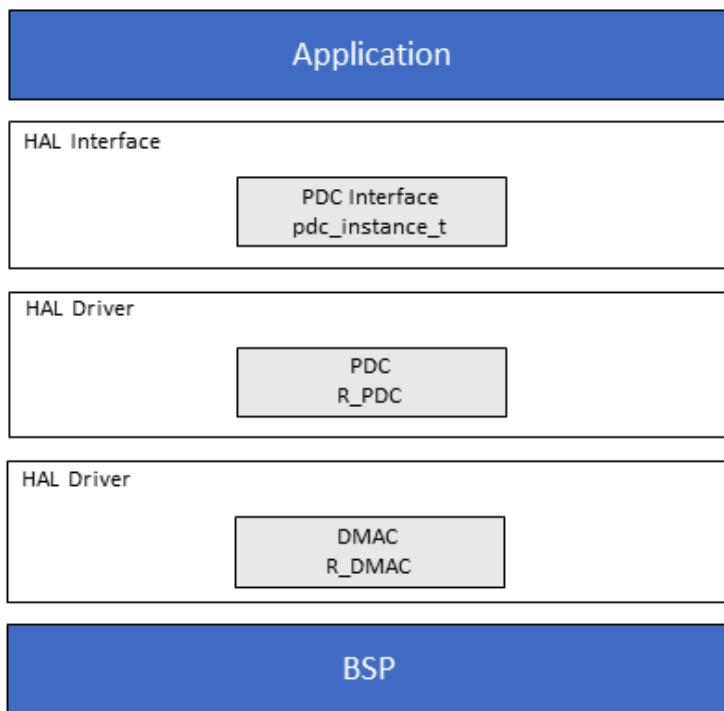 Application
HAL Interface
PDC Interface
pdc_instance_t
HAL Driver
PDC
R_PDC
HAL Driver
DMAC
R_DMAC
BSP